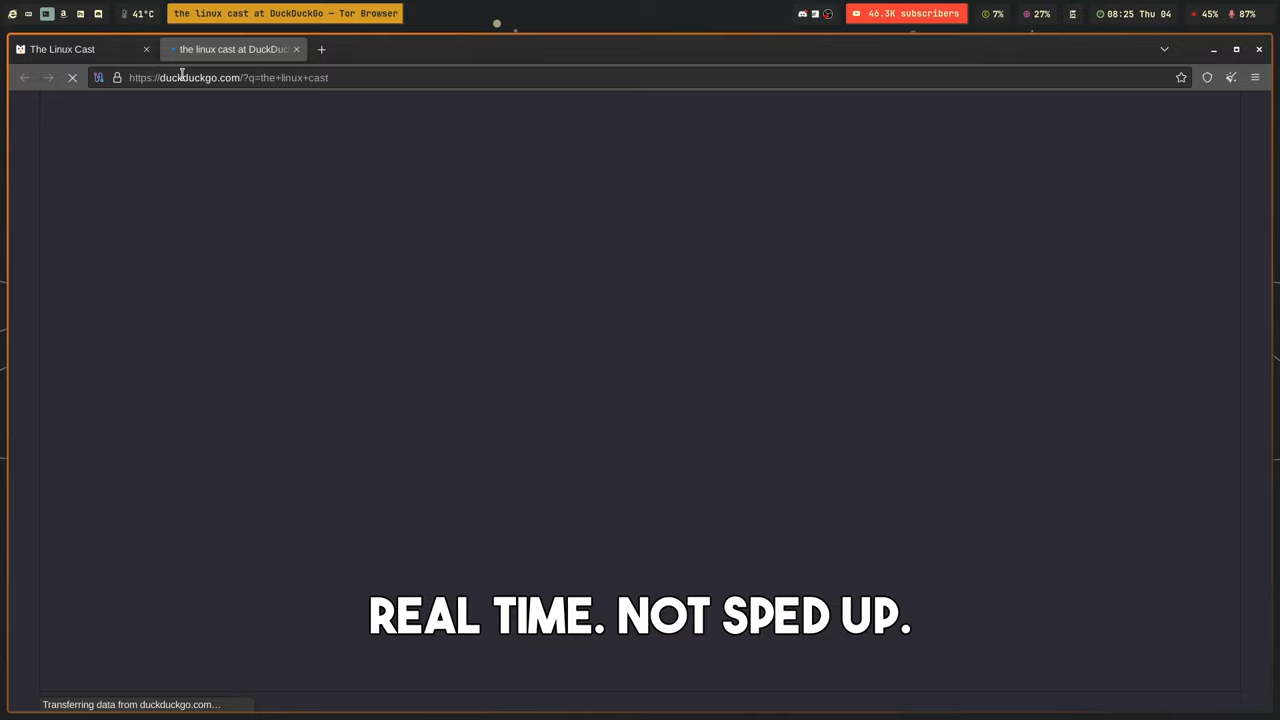 41°C
the linux cast at DuckDuckGo — Tor Browser
46.3K subscribers
7%
27%
08:25 Thu 04
45%
87%
The Linux Cast
the linux cast at DuckDuc
https://duckduckgo.com/?q=the+linux+cast
REAL TIME. NOT SPED UP.
Transferring data from duckduckgo.com…